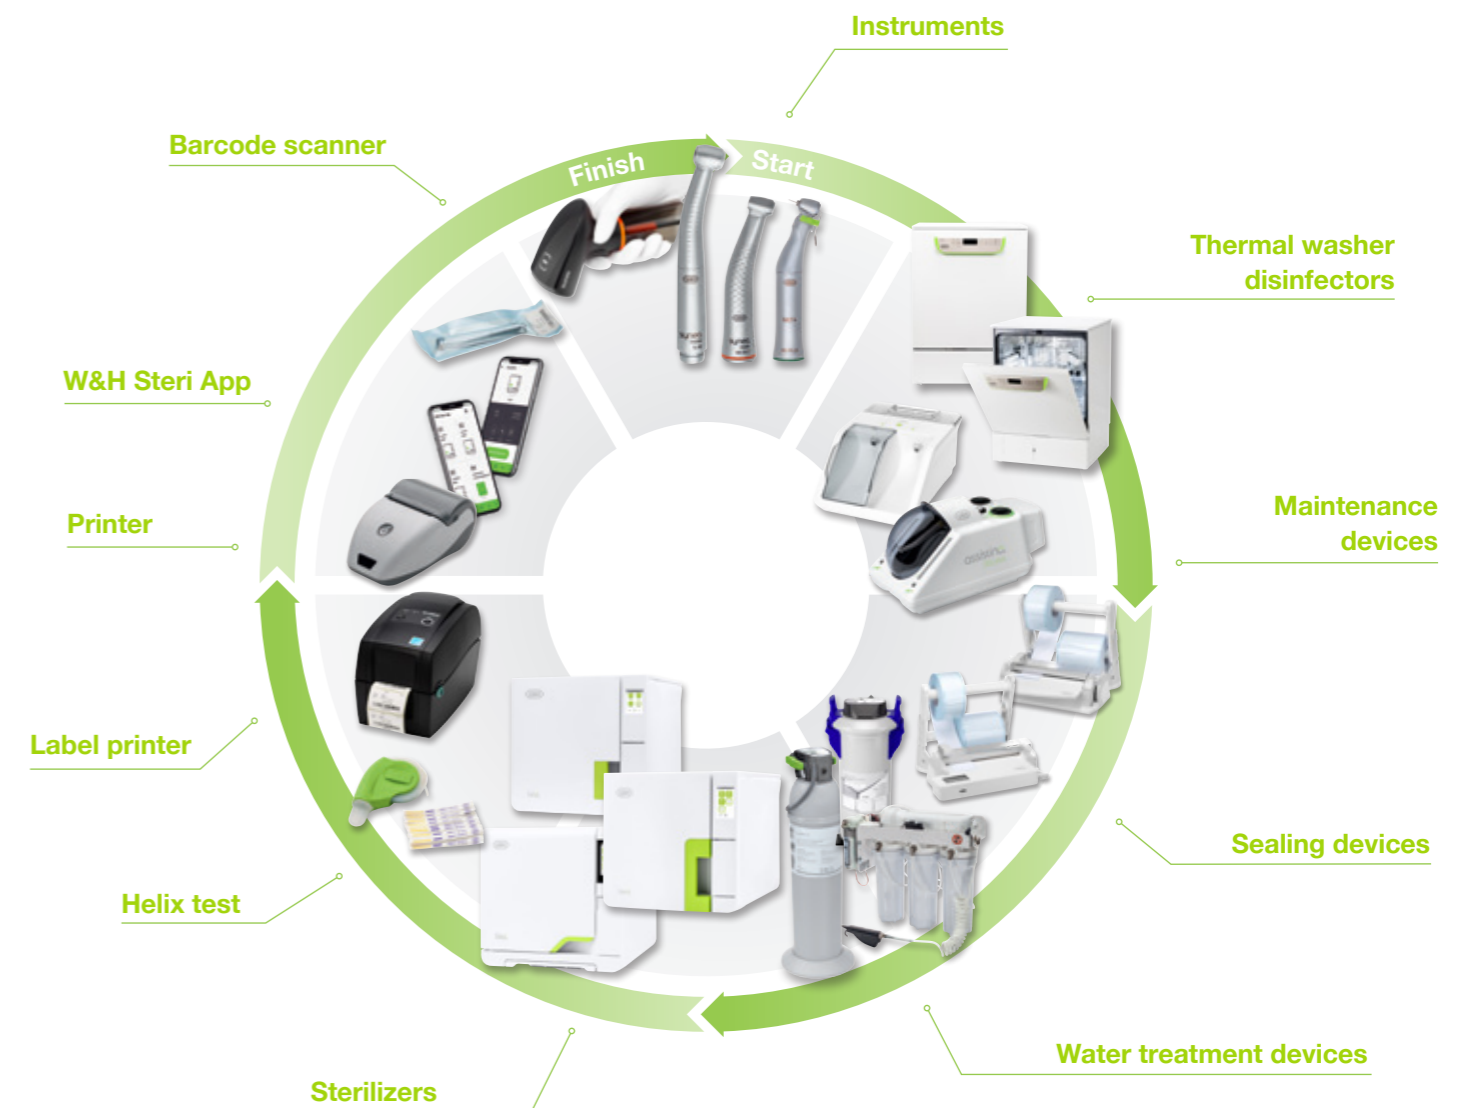 Instruments
Barcode scanner
Finish
Start
Thermal washer
disinfectors
W&H Steri App
Printer
Maintenance
devices
Label printer
Sealing devices
Helix test
Water treatment devices
Sterilizers